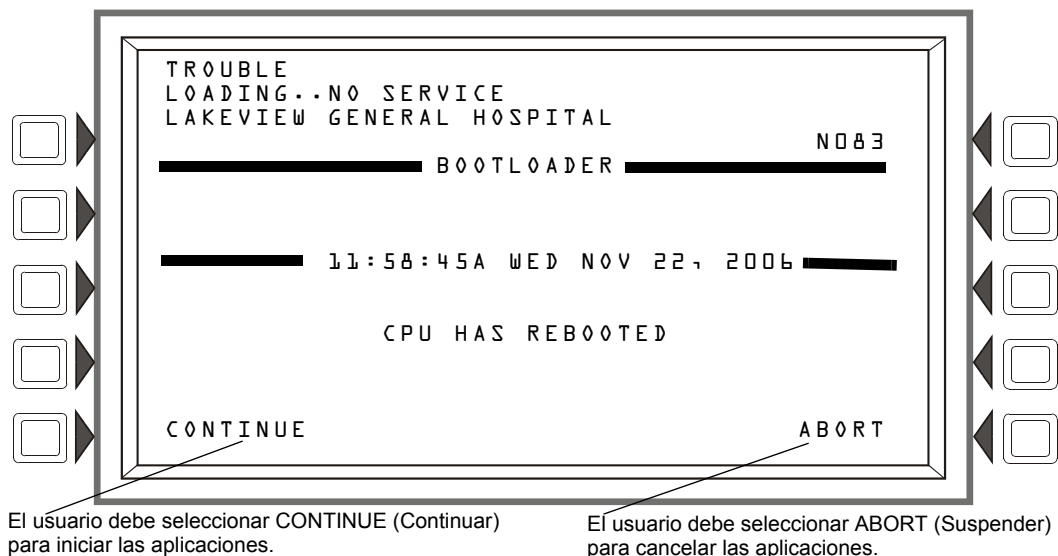 TROUBLE
LOADING..NO SERVICE
LAKEVIEW GENERAL HOSPITAL
N083
BOOTLOADER
11:58:45A WED NOV 22, 2006
CPU HAS REBOOTED
CONTINUE
ABORT
El usuario debe seleccionar CONTINUE (Continuar)
para iniciar las aplicaciones.
El usuario debe seleccionar ABORT (Suspender)
para cancelar las aplicaciones.